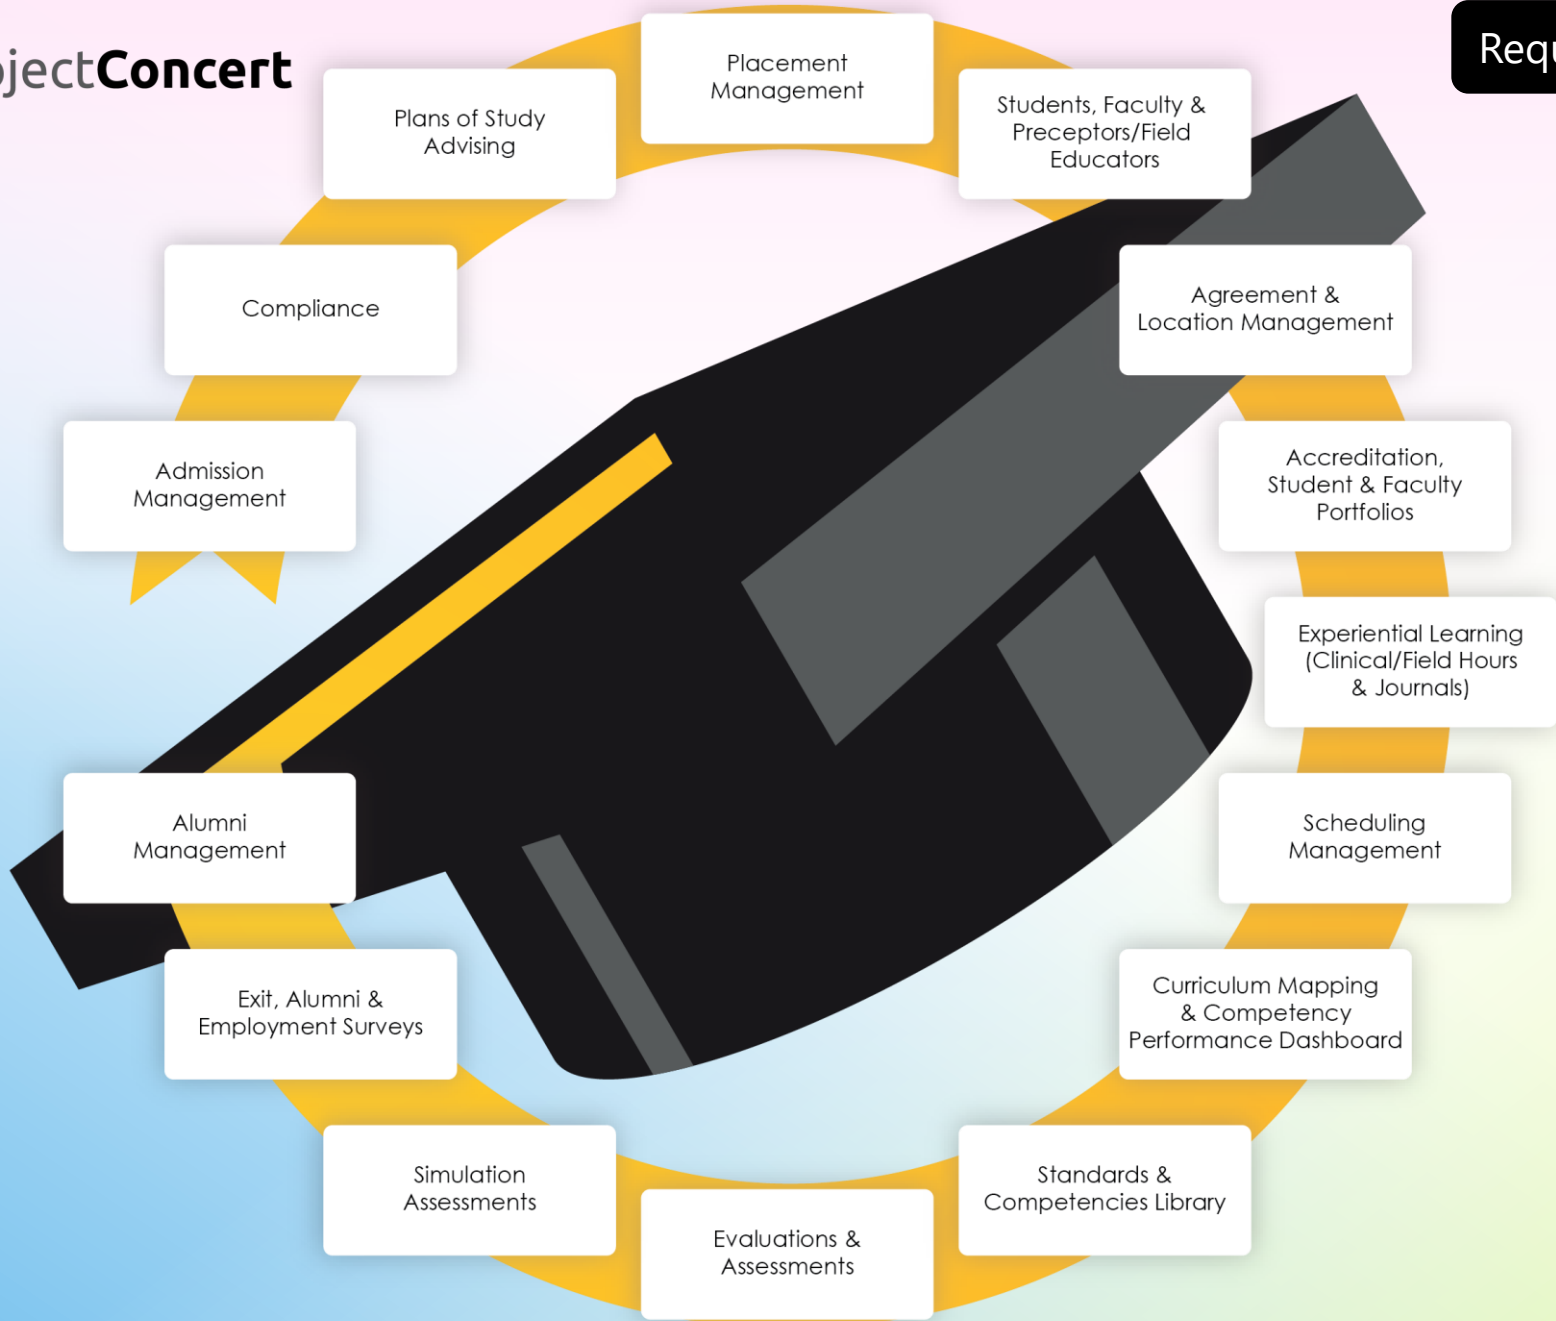 jectConcert
Requ
Placement
Management
Plans of Study
Advising
Students, Faculty &
Preceptors/Field
Educators
Compliance
Agreement &
Location Management
Admission
Management
Accreditation,
Student & Faculty
Portfolios
Experiential Learning
(Clinical/Field Hours
& Journals)
Alumni
Management
Scheduling
Management
Exit, Alumni &
Employment Surveys
Curriculum Mapping
& Competency
Performance Dashboard
Simulation
Assessments
Standards &
Competencies Library
Evaluations &
Assessments